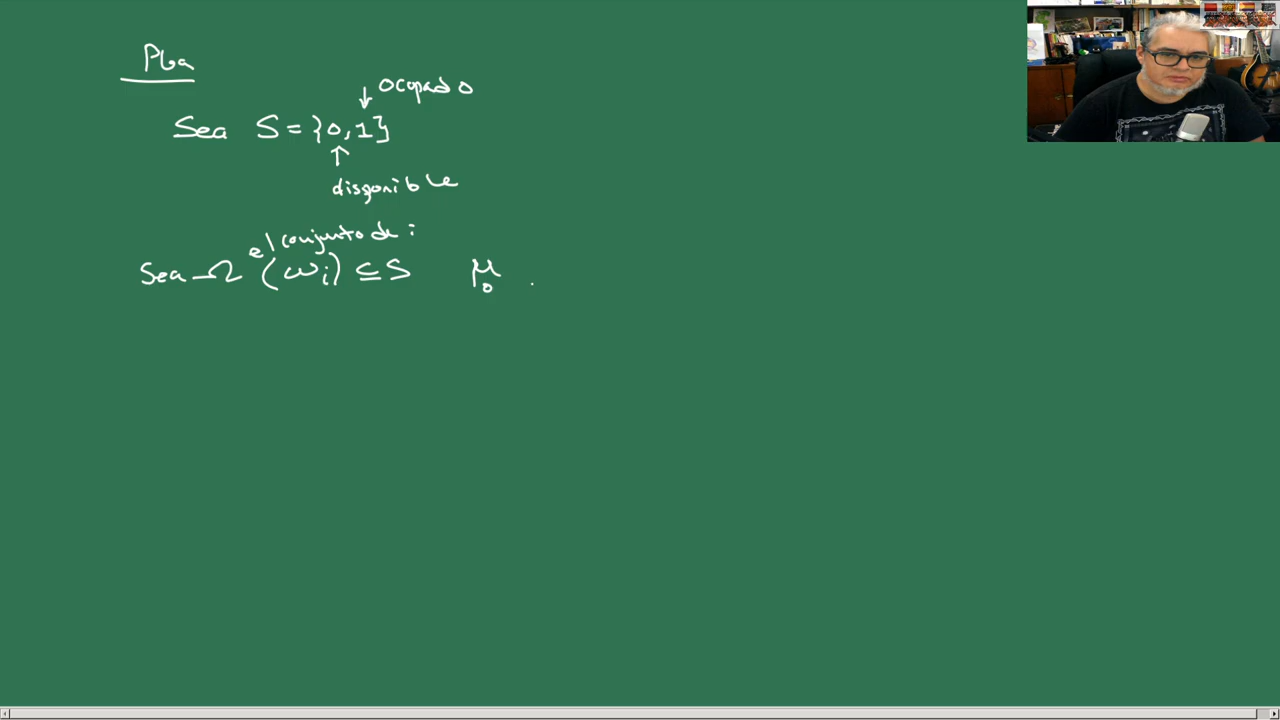 Pba
ocupado
Sea S = {0, 1}
disponible
el conjunto de :
Sea Ω (ωi) ⊆ S μ0